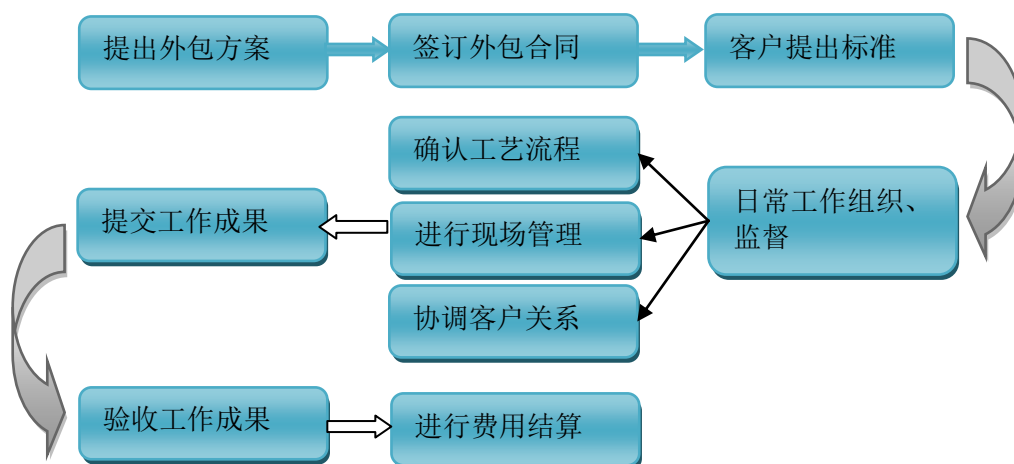 提出外包方案
签订外包合同
客户提出标准
确认工艺流程
日常工作组织、
监督
提交工作成果
进行现场管理
协调客户关系
验收工作成果
进行费用结算